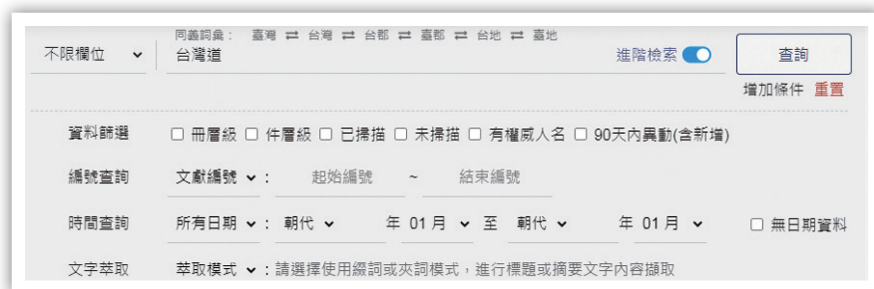 同義詞彙： 臺灣 ⇄ 台灣 ⇄ 台郡 ⇄ 臺郡 ⇄ 台地 ⇄ 臺地
不限欄位 台灣道 進階檢索 查詢
增加條件 重置
資料篩選 冊層級 件層級 已掃描 未掃描 有權威人名 90天內異動(含新增)
編號查詢 文獻編號 ： 起始編號 ~ 結束編號
時間查詢 所有日期 ： 朝代 年 01月 至 朝代 年 01月 無日期資料
文字萃取 萃取模式 ：請選擇使用綴詞或夾詞模式，進行標題或摘要文字內容擷取